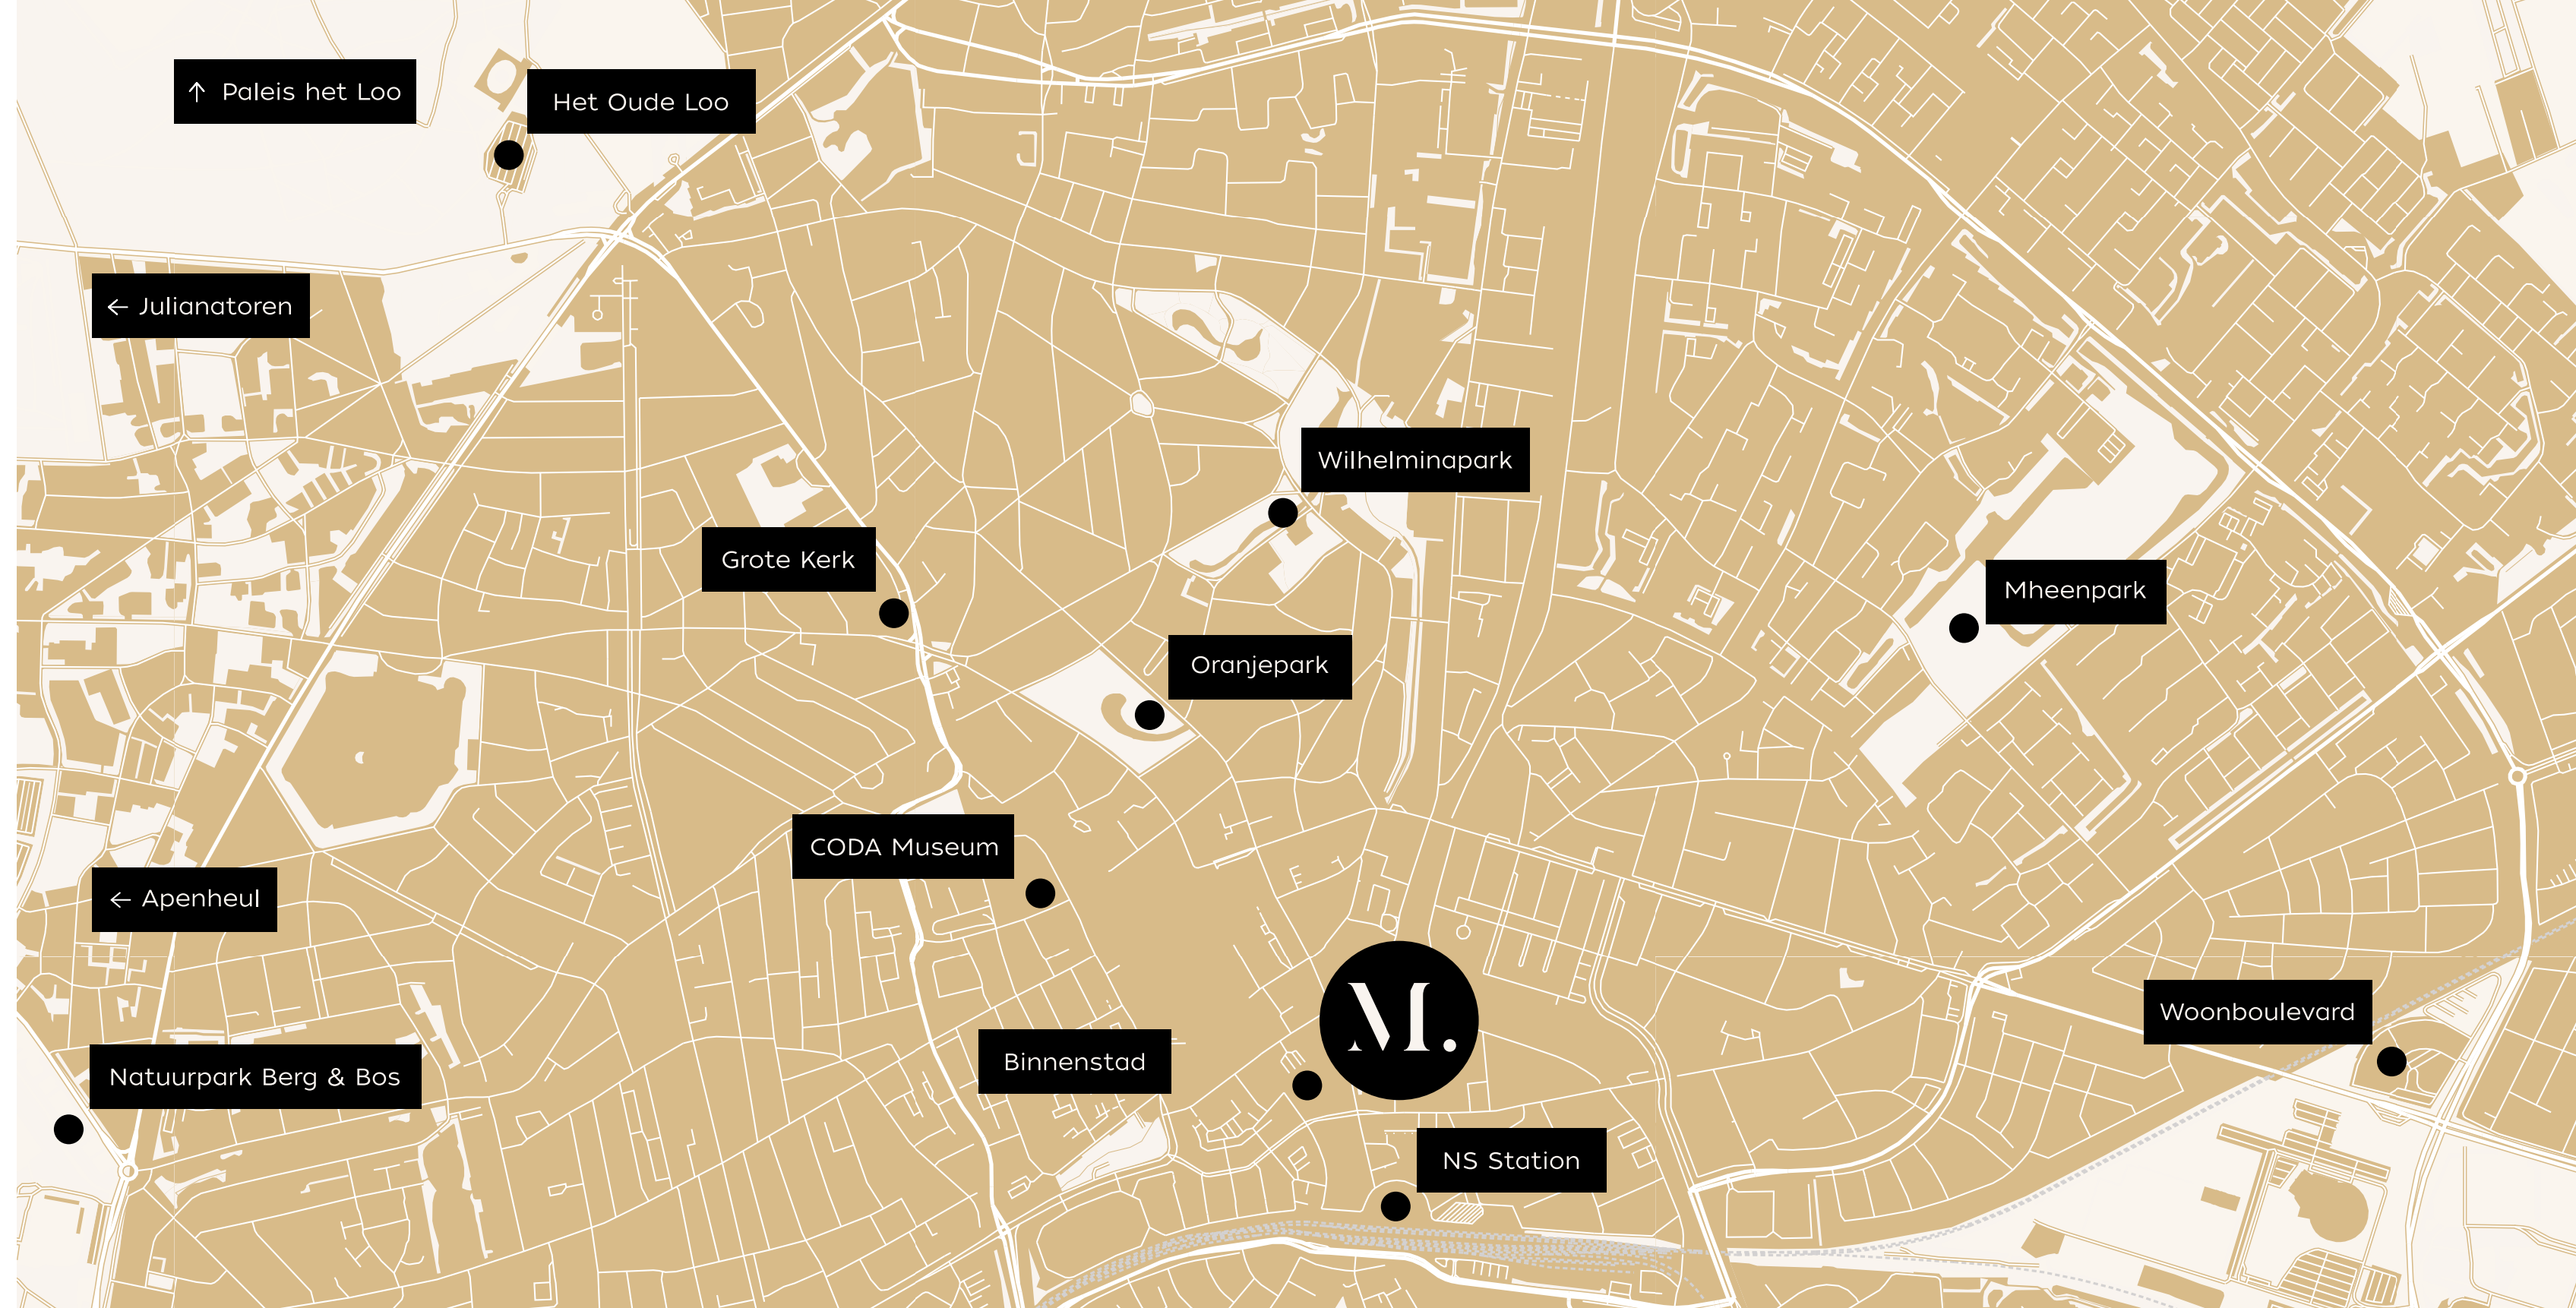 ↑ Paleis het Loo
Het Oude Loo
← Julianatoren
Wilhelminapark
Grote Kerk
Mheenpark
Oranjepark
CODA Museum
← Apenheul
M.
Woonboulevard
Binnenstad
Natuurpark Berg & Bos
NS Station